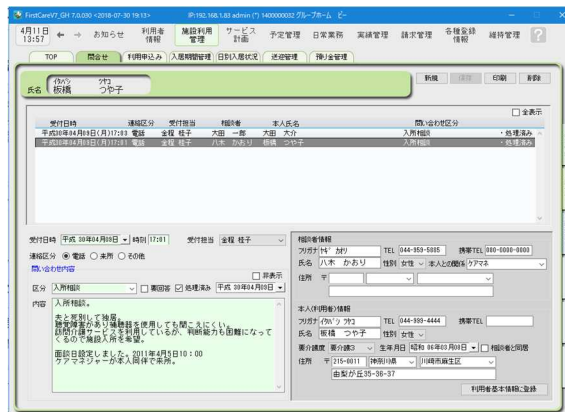 FirstCareV7_GH 7.0.030 <2018-07-30 19:13> IP:192.168.1.83 admin (*) 1400000032 グループホーム ビー
4月11日 13:57 お知らせ 利用者情報 施設利用管理 サービス計画 予定管理 日常業務 実績管理 請求管理 各種登録情報 維持管理 ?
TOP 問合せ 利用申込み 入居期間管理 日別入居状況 送迎管理 預り金管理
新規 印刷 削除
イタバシ ツヤコ
氏名 板橋 つや子
全表示
受付日時 連絡区分 受付担当 相談者 本人氏名 問い合わせ区分
平成30年04月09日(月)17:03 電話 金程 桂子 大田 一郎 大田 大介 入所相談 ・処理済み
平成30年04月09日(月)17:01 電話 金程 桂子 八木 かおり 板橋 つや子 入所相談 ・処理済み
受付日時 平成 30年04月09日 時刻 17:01 受付担当 金程 桂子
連絡区分 電話 来所 その他
問い合わせ内容
非表示
区分 入所相談 要回答 処理済み 平成 30年04月09日
内容 入所相談。
夫と死別して独居。
聴覚障害があり補聴器を使用しても聞こえにくい。
訪問介護サービスを利用しているが、判断能力も困難になって
くるので施設入所を希望。
面談日設定しました。2011年4月5日10:00
ケアマネジャーが本人同伴で来所。
相談者情報
フリガナ ﾔｷﾞ ｶｵﾘ TEL 044-959-5885 携帯TEL 000-0000-0000
氏名 八木 かおり 性別 女性 本人との関係 ケアマネ
住所 〒
本人(利用者)情報
フリガナ ｲﾀﾊﾞｼ ﾂﾔｺ TEL 044-999-4444 携帯TEL
氏名 板橋 つや子 性別 女性
要介護度 要介護3 生年月日 昭和 06年03月08日 相談者と同居
住所 〒 215-0011 神奈川県 川崎市麻生区
由梨が丘35-36-37
利用者基本情報に登録